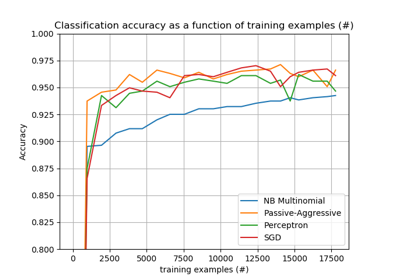 Classification accuracy as a function of training examples (#)
1.000
0.975
0.950
0.925
0.900
0.875
0.850
0.825
0.800
Accuracy
NB Multinomial
Passive-Aggressive
Perceptron
SGD
0 2500 5000 7500 10000 12500 15000 17500
training examples (#)